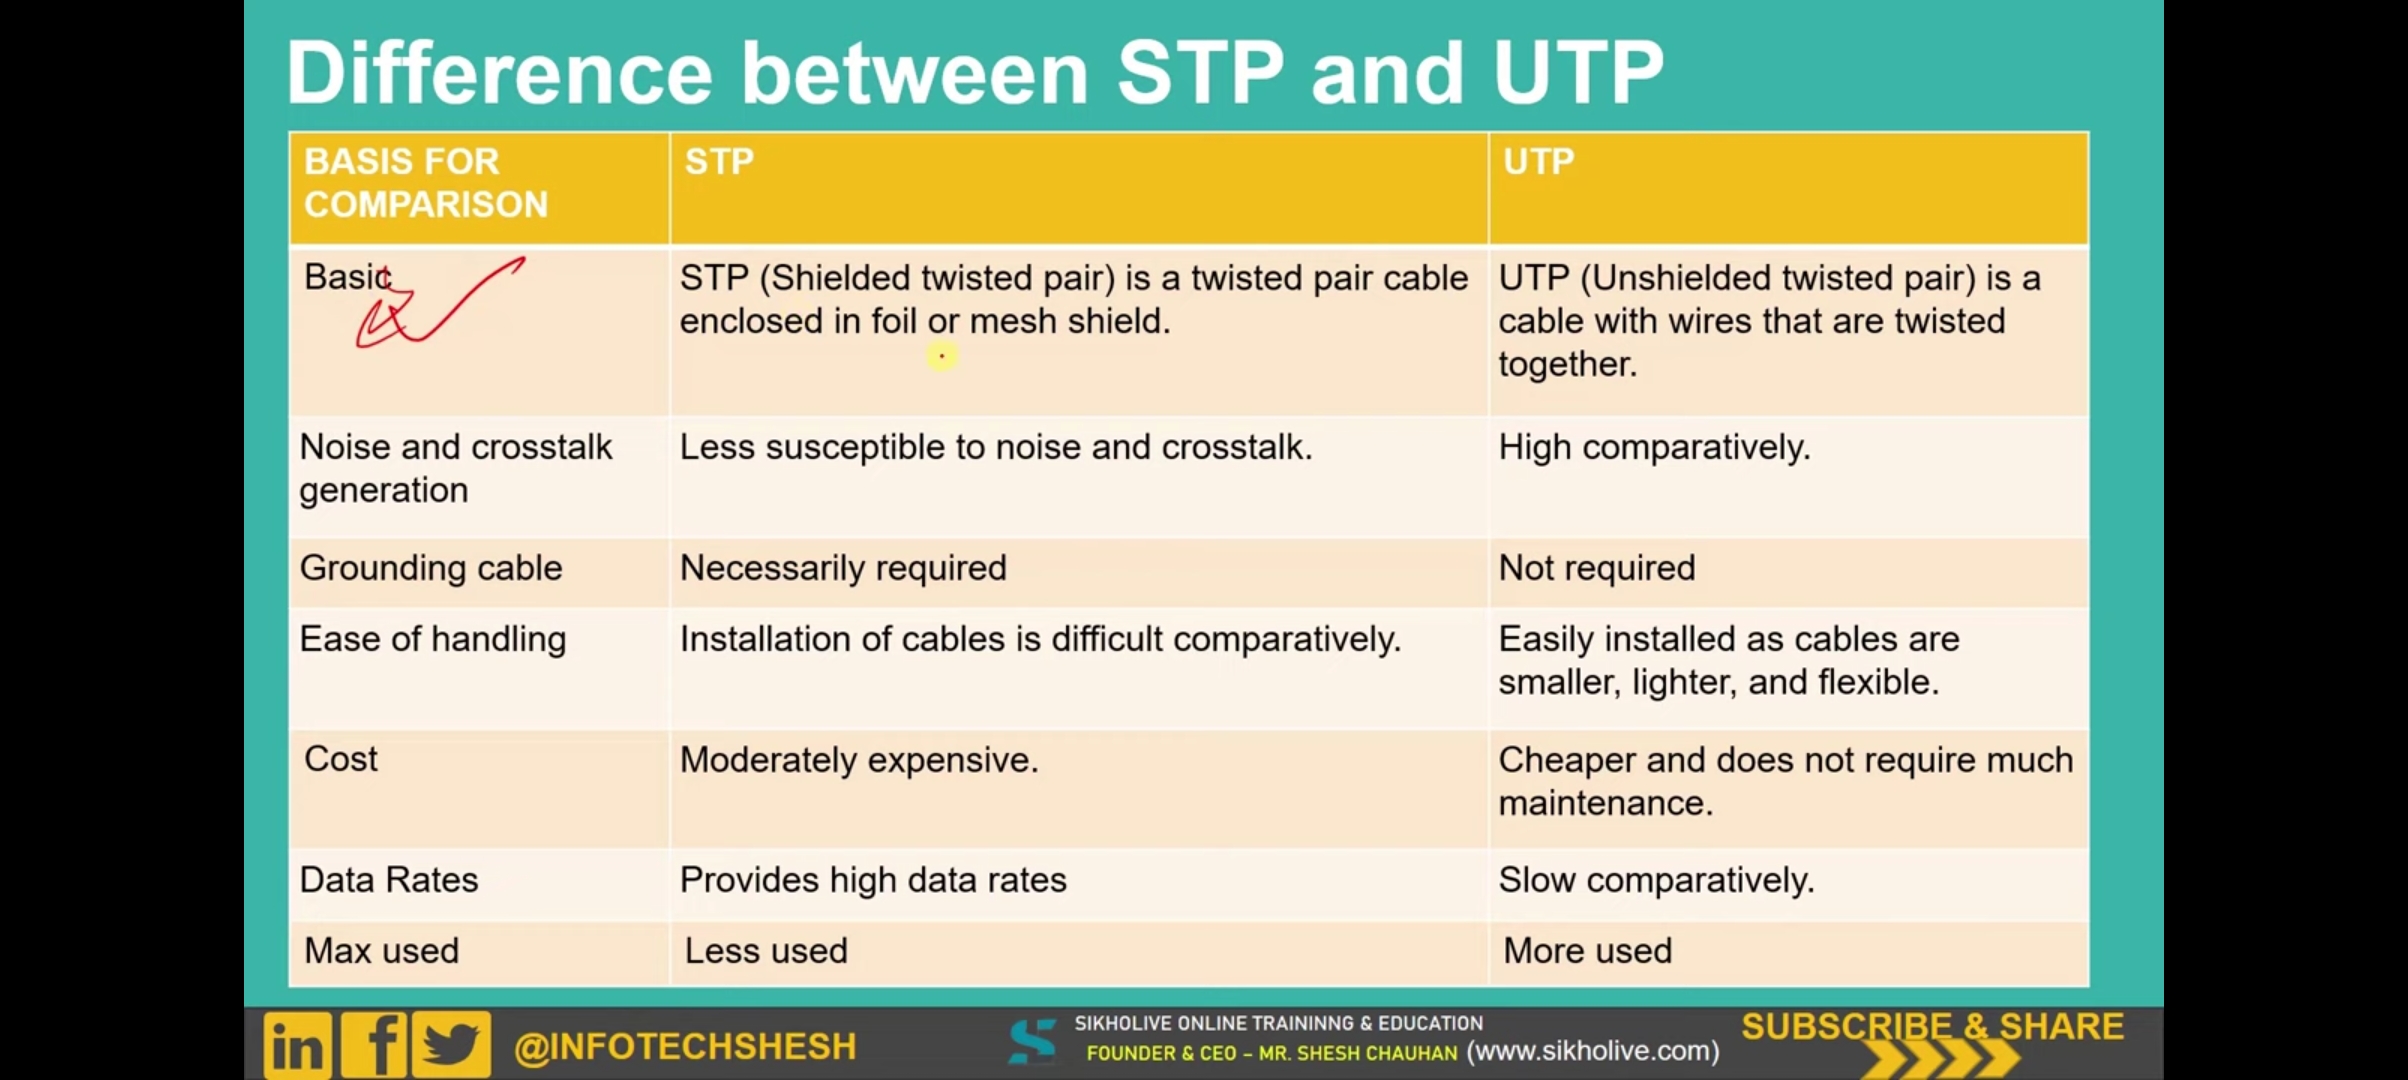 Difference between STP and UTP
BASIS FOR
COMPARISON
STP
UTP
Basic
STP (Shielded twisted pair) is a twisted pair cable
enclosed in foil or mesh shield.
UTP (Unshielded twisted pair) is a
cable with wires that are twisted
together.
Noise and crosstalk
generation
Less susceptible to noise and crosstalk.
High comparatively.
Grounding cable
Necessarily required
Not required
Ease of handling
Installation of cables is difficult comparatively.
Easily installed as cables are
smaller, lighter, and flexible.
Cost
Moderately expensive.
Cheaper and does not require much
maintenance.
Data Rates
Provides high data rates
Slow comparatively.
Max used
Less used
More used
in f
@INFOTECHSHESH
S
SIKHOLIVE ONLINE TRAININNG & EDUCATION
FOUNDER & CEO – MR. SHESH CHAUHAN (www.sikholive.com)
SUBSCRIBE & SHARE